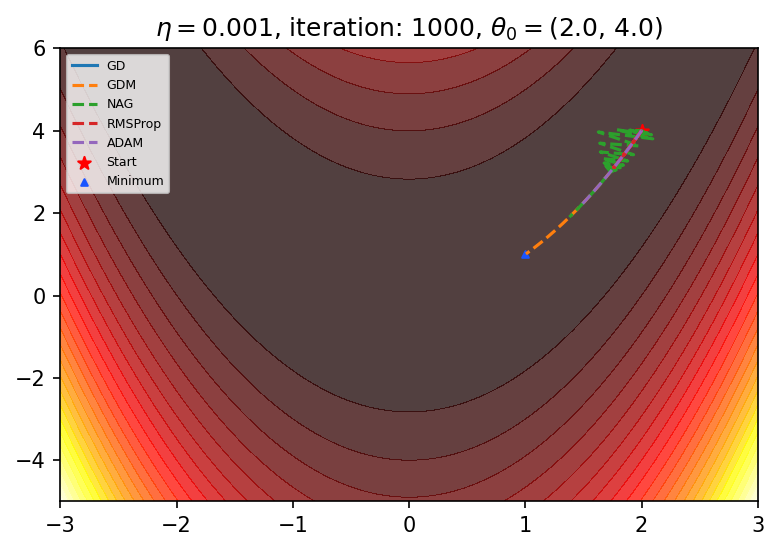 η = 0.001, iteration: 1000, θ₀ = (2.0, 4.0)
6
4
2
0
−2
−4
−3
−2
−1
0
1
2
3
GD
GDM
NAG
RMSProp
ADAM
Start
Minimum